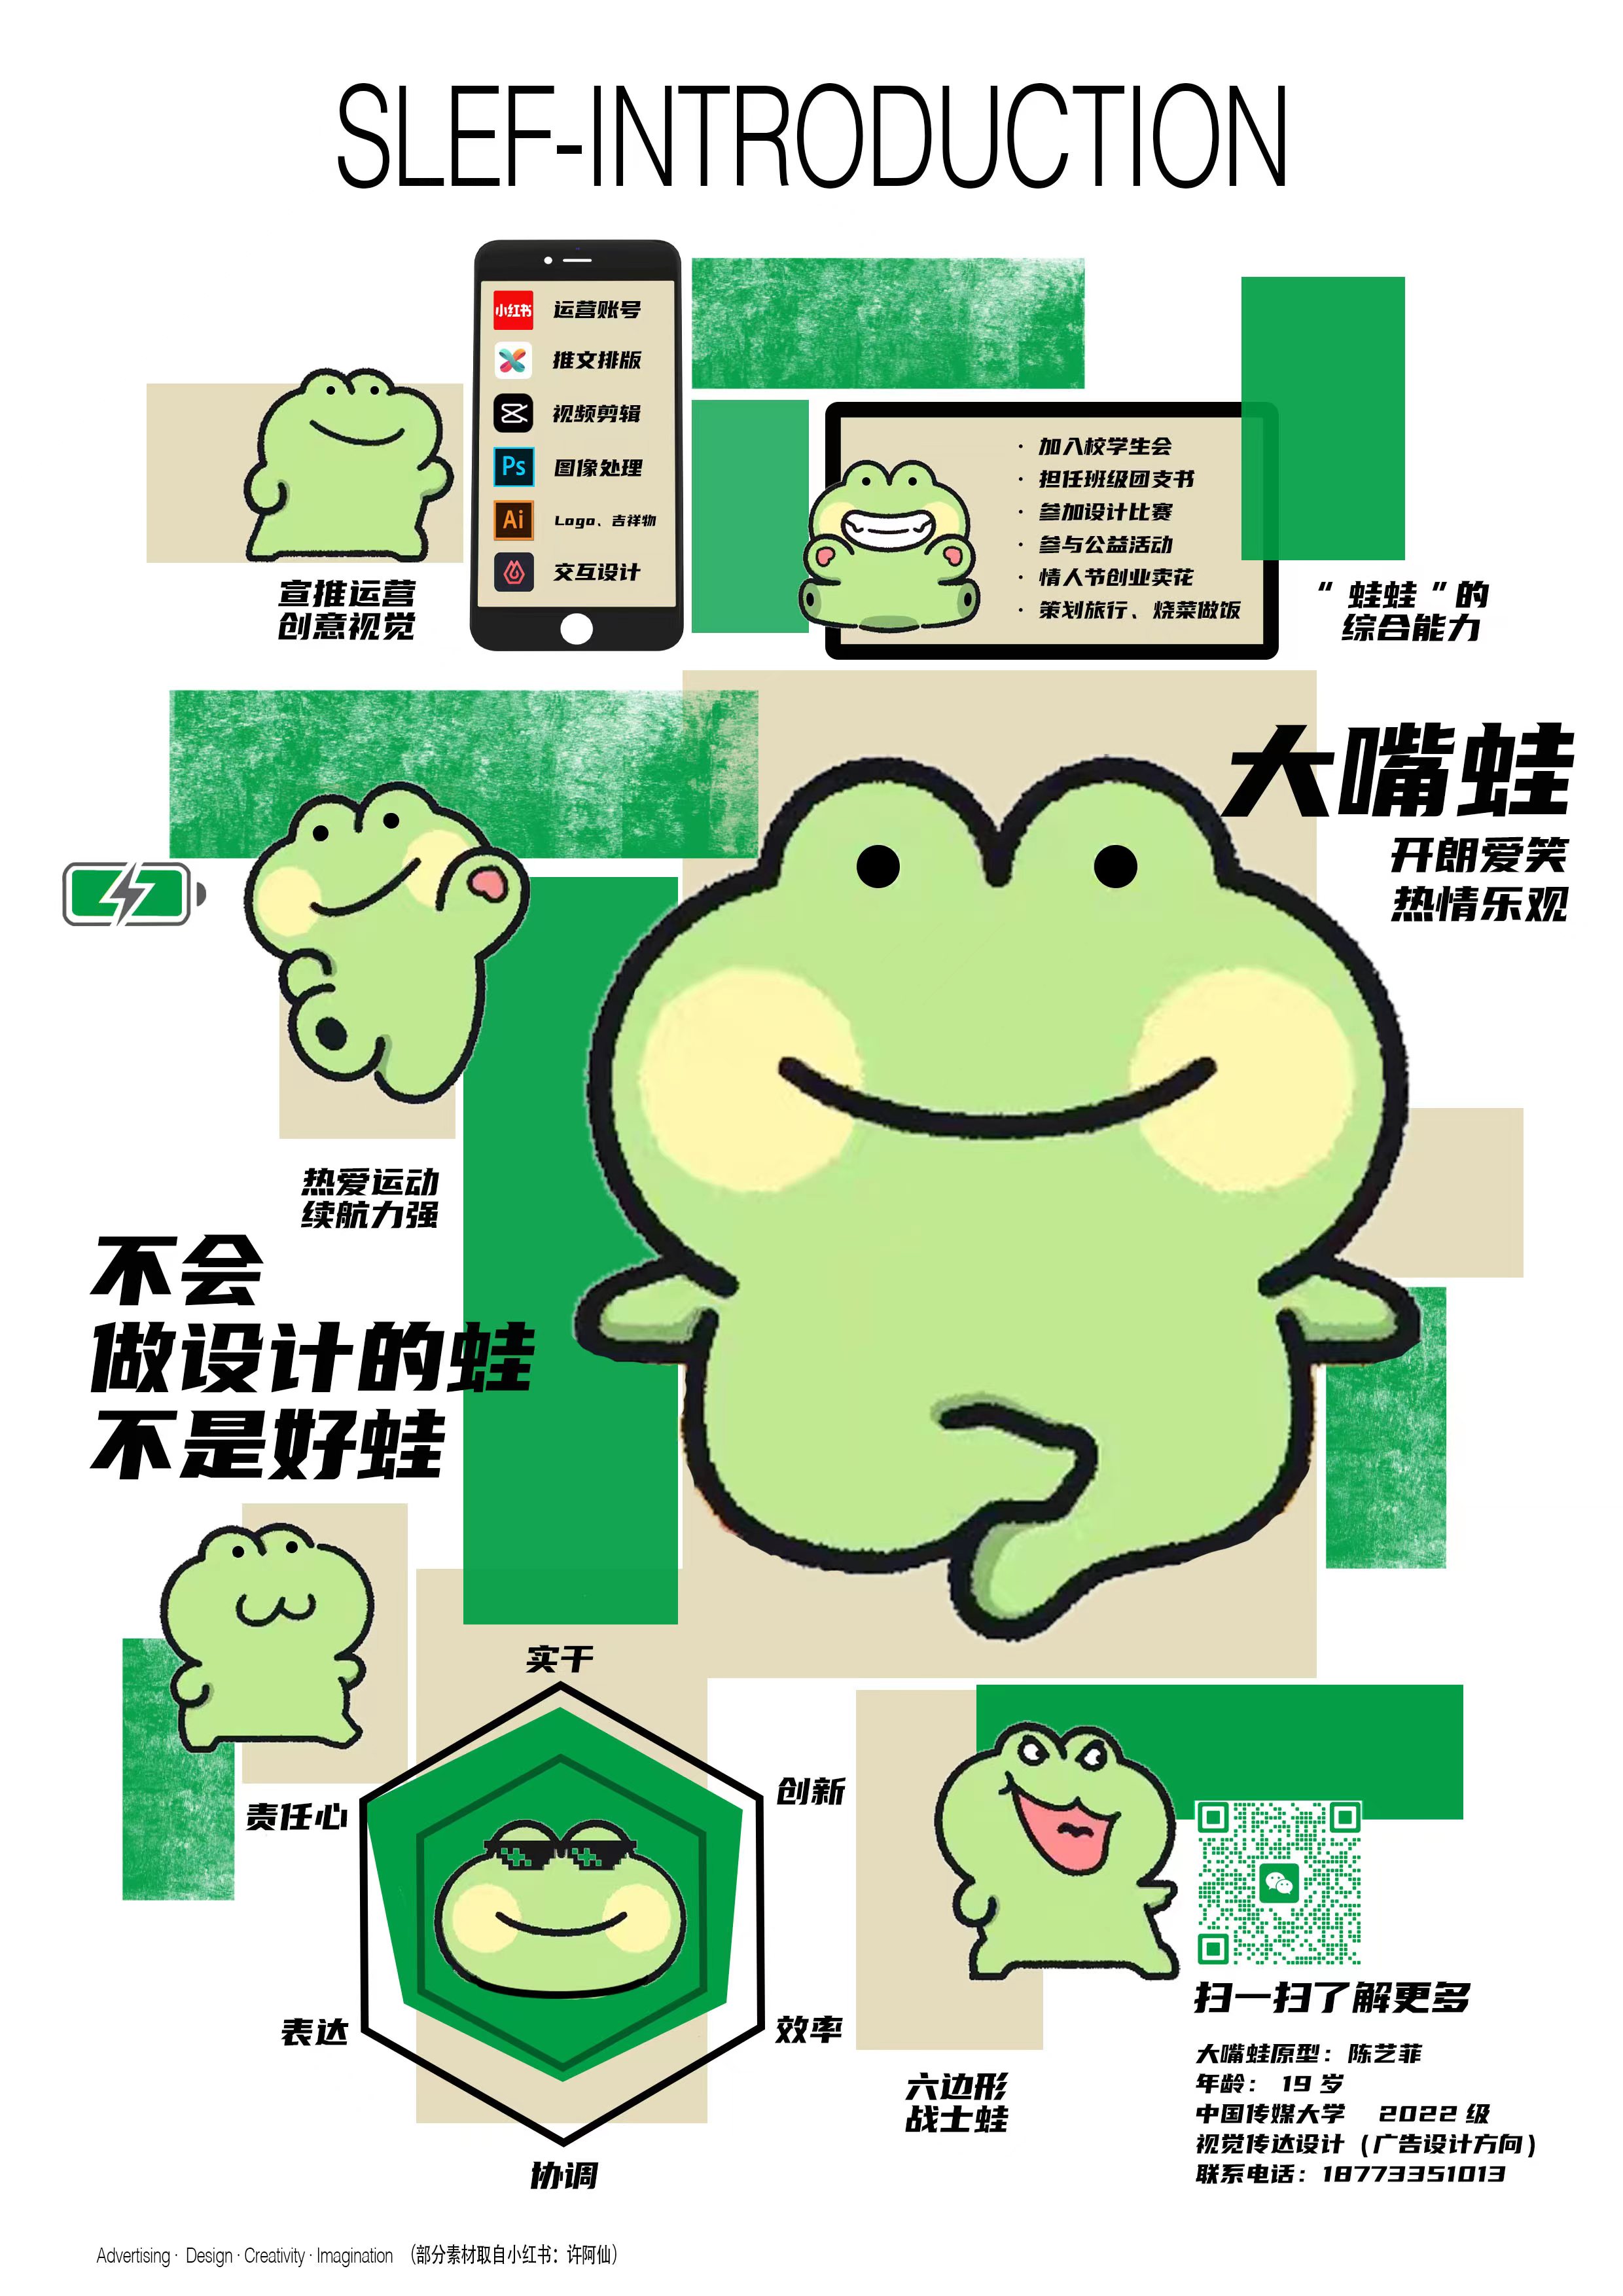 SLEF-INTRODUCTION
小红书 运营账号
推文排版
视频剪辑
Ps 图像处理
Ai Logo、吉祥物
交互设计
宣推运营
创意视觉
· 加入校学生会
· 担任班级团支书
· 参加设计比赛
· 参与公益活动
· 情人节创业卖花
· 策划旅行、烧菜做饭
“ 蛙蛙 ”的
综合能力
大嘴蛙
开朗爱笑
热情乐观
热爱运动
续航力强
不会
做设计的蛙
不是好蛙
实干
创新
责任心
表达
效率
协调
六边形
战士蛙
扫一扫了解更多
大嘴蛙原型：陈艺菲
年龄： 19 岁
中国传媒大学 2022 级
视觉传达设计（广告设计方向）
联系电话：18773351013
Advertising · Design · Creativity · Imagination （部分素材取自小红书：许阿仙）